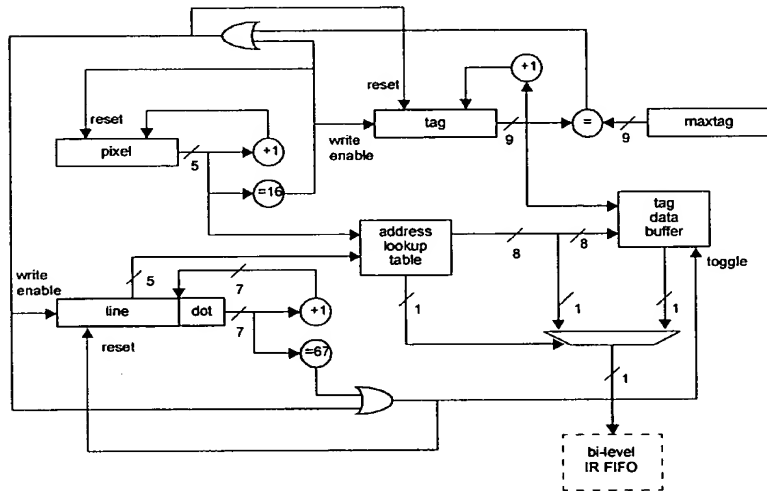 reset
+1
reset
pixel
5
+1
=16
write
enable
tag
9
=
9
maxtag
address
lookup
table
8
8
tag
data
buffer
toggle
write
enable
5
7
line
dot
7
+1
1
1
1
reset
=67
1
bi-level
IR FIFO